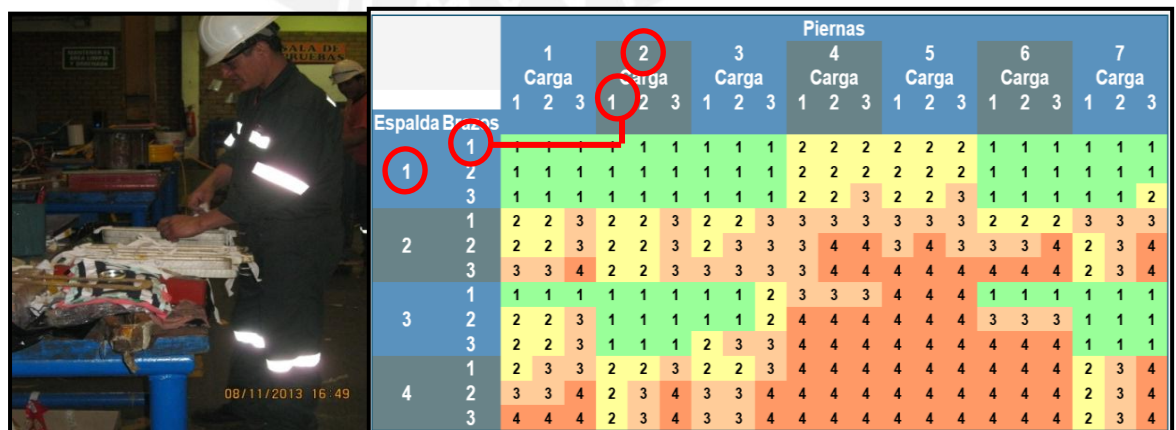 MANTENER EL
AREA LIMPIA
Y ORDENADA
SALA DE
PRUEBAS
08/11/2013 16:49
Piernas
1 2 3 4 5 6 7
Carga Carga Carga Carga Carga Carga Carga
1 2 3 1 2 3 1 2 3 1 2 3 1 2 3 1 2 3 1 2 3
Espalda Brazos
1 1 1 1 1 1 1 1 1 1 2 2 2 2 2 2 1 1 1 1 1 1
1 2 1 1 1 1 1 1 1 1 1 2 2 2 2 2 2 1 1 1 1 1 1
3 1 1 1 1 1 1 1 1 1 2 2 3 2 2 3 1 1 1 1 1 2
1 2 2 3 2 2 3 2 2 3 3 3 3 3 3 3 2 2 2 3 3 3
2 2 2 2 3 2 2 3 2 3 3 3 4 4 3 4 3 3 3 4 2 3 4
3 3 3 4 2 2 3 3 3 3 3 4 4 4 4 4 4 4 4 2 3 4
1 1 1 1 1 1 1 1 1 2 3 3 3 4 4 4 1 1 1 1 1 1
3 2 2 2 3 1 1 1 1 1 2 4 4 4 4 4 4 3 3 3 1 1 1
3 2 2 3 1 1 1 2 3 3 4 4 4 4 4 4 4 4 4 1 1 1
1 2 3 3 2 2 3 2 2 3 4 4 4 4 4 4 4 4 4 2 3 4
4 2 3 3 4 2 3 4 3 3 4 4 4 4 4 4 4 4 4 4 2 3 4
3 4 4 4 2 3 4 3 3 4 4 4 4 4 4 4 4 4 4 2 3 4